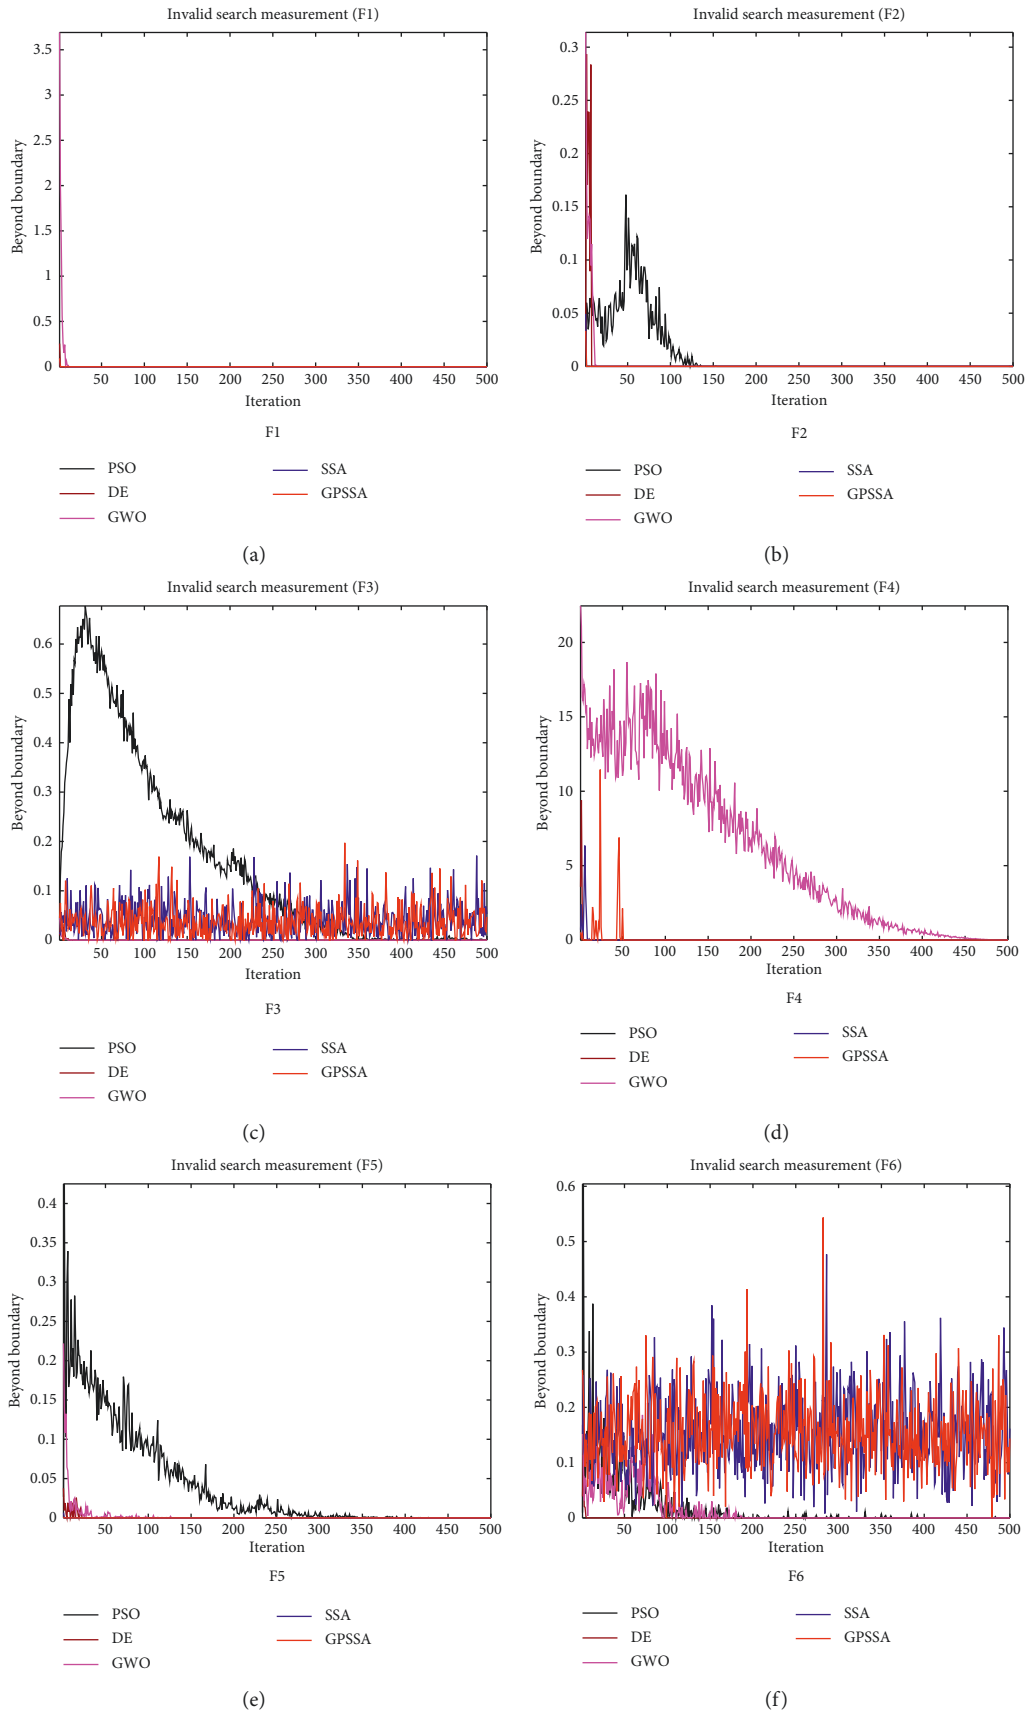 Invalid search measurement (F1)
3.5
3
2.5
2
1.5
1
0.5
0
Beyond boundary
50 100 150 200 250 300 350 400 450 500
Iteration
F1
PSO
DE
GWO
SSA
GPSSA
(a)
Invalid search measurement (F2)
0.3
0.25
0.2
0.15
0.1
0.05
0
Beyond boundary
50 100 150 200 250 300 350 400 450 500
Iteration
F2
PSO
DE
GWO
SSA
GPSSA
(b)
Invalid search measurement (F3)
0.6
0.5
0.4
0.3
0.2
0.1
0
Beyond boundary
50 100 150 200 250 300 350 400 450 500
Iteration
F3
PSO
DE
GWO
SSA
GPSSA
(c)
Invalid search measurement (F4)
20
15
10
5
0
Beyond boundary
50 100 150 200 250 300 350 400 450 500
Iteration
F4
PSO
DE
GWO
SSA
GPSSA
(d)
Invalid search measurement (F5)
0.4
0.35
0.3
0.25
0.2
0.15
0.1
0.05
0
Beyond boundary
50 100 150 200 250 300 350 400 450 500
Iteration
F5
PSO
DE
GWO
SSA
GPSSA
(e)
Invalid search measurement (F6)
0.6
0.5
0.4
0.3
0.2
0.1
0
Beyond boundary
50 100 150 200 250 300 350 400 450 500
Iteration
F6
PSO
DE
GWO
SSA
GPSSA
(f)